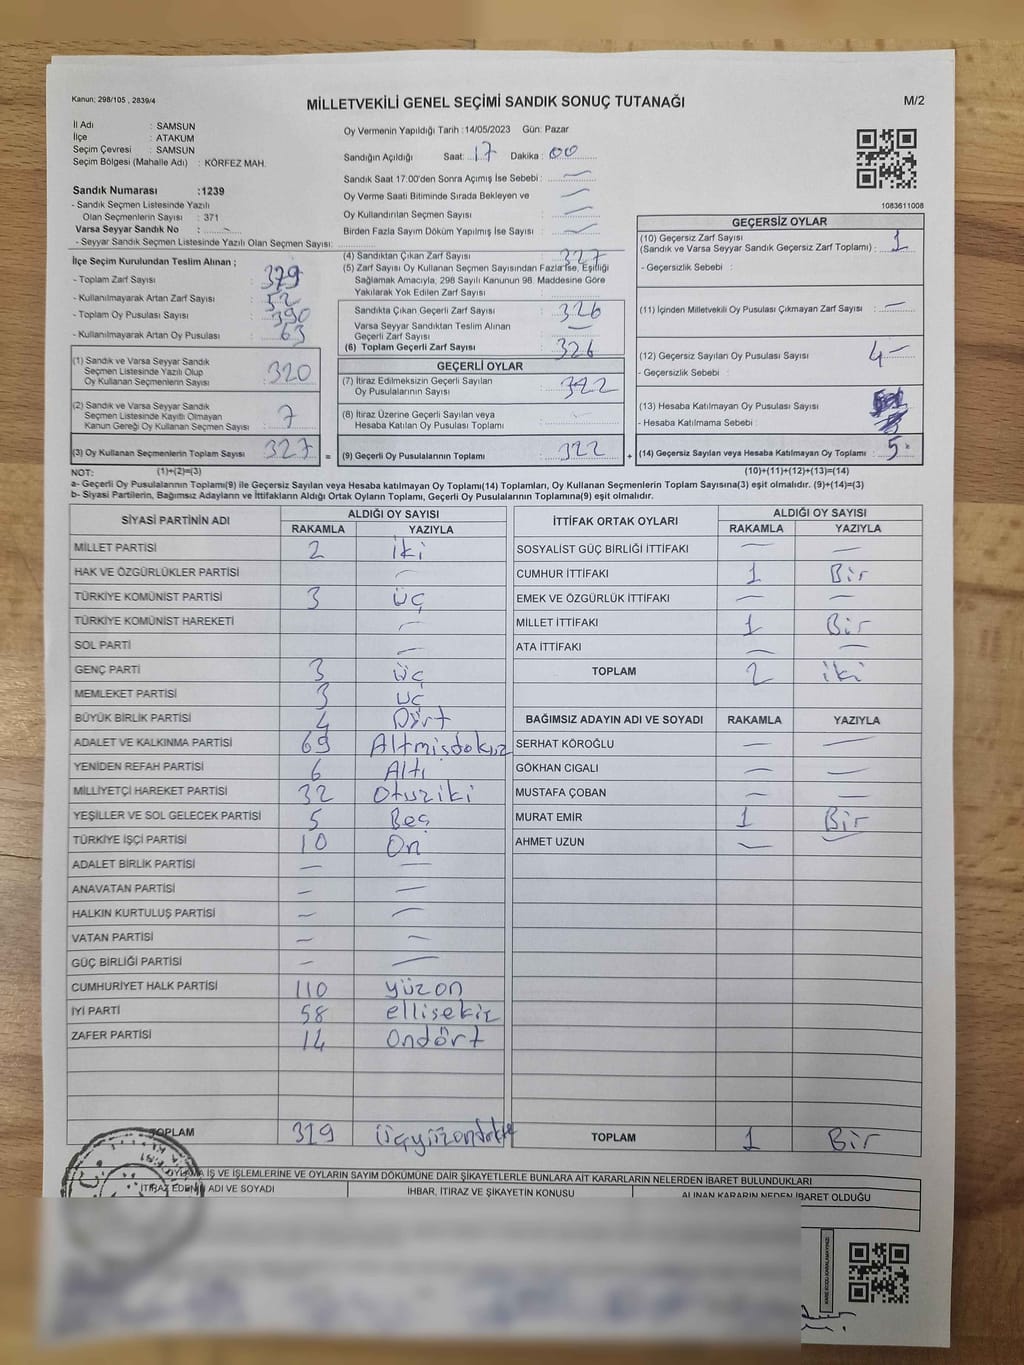 Kanun; 298/105 , 2839/4
MİLLETVEKİLİ GENEL SEÇİMİ SANDIK SONUÇ TUTANAĞI
M/2
İl Adı : SAMSUN
İlçe : ATAKUM
Seçim Çevresi : SAMSUN
Seçim Bölgesi (Mahalle Adı) : KÖRFEZ MAH.
Sandık Numarası :1239
- Sandık Seçmen Listesinde Yazılı
Olan Seçmenlerin Sayısı : 371
Varsa Seyyar Sandık No :
- Seyyar Sandık Seçmen Listesinde Yazılı Olan Seçmen Sayısı:
Oy Vermenin Yapıldığı Tarih :14/05/2023 Gün: Pazar
Sandığın Açıldığı Saat: 17 Dakika : 00
Sandık Saat 17:00'den Sonra Açımış İse Sebebi : —
Oy Verme Saati Bitiminde Sırada Bekleyen ve —
Oy Kullandırılan Seçmen Sayısı : —
Birden Fazla Sayım Döküm Yapılmış İse Sayısı : —
1083611008
İlçe Seçim Kurulundan Teslim Alınan ;
- Toplam Zarf Sayısı : 379
- Kullanılmayarak Artan Zarf Sayısı : 52
- Toplam Oy Pusulası Sayısı : 390
- Kullanılmayarak Artan Oy Pusulası : 63
(1) Sandık ve Varsa Seyyar Sandık
Seçmen Listesinde Yazılı Olup
Oy Kullanan Seçmenlerin Sayısı : 320
(2) Sandık ve Varsa Seyyar Sandık
Seçmen Listesinde Kayıtlı Olmayan
Kanun Gereği Oy Kullanan Seçmen Sayısı : 7
(3) Oy Kullanan Seçmenlerin Toplam Sayısı : 327 =
(4) Sandıktan Çıkan Zarf Sayısı : 327
(5) Zarf Sayısı Oy Kullanan Seçmen Sayısından Fazla İse, Eşitliği
Sağlamak Amacıyla; 298 Sayılı Kanunun 98. Maddesine Göre
Yakılarak Yok Edilen Zarf Sayısı :
Sandıkta Çıkan Geçerli Zarf Sayısı : 326
Varsa Seyyar Sandıktan Teslim Alınan
Geçerli Zarf Sayısı : —
(6) Toplam Geçerli Zarf Sayısı : 326
GEÇERLİ OYLAR
(7) İtiraz Edilmeksizin Geçerli Sayılan
Oy Pusulalarının Sayısı : 322
(8) İtiraz Üzerine Geçerli Sayılan veya
Hesaba Katılan Oy Pusulası Toplamı : —
(9) Geçerli Oy Pusulalarının Toplamı : 322 +
GEÇERSİZ OYLAR
(10) Geçersiz Zarf Sayısı
(Sandık ve Varsa Seyyar Sandık Geçersiz Zarf Toplamı) : 1
- Geçersizlik Sebebi :
(11) İçinden Milletvekili Oy Pusulası Çıkmayan Zarf Sayısı : —
(12) Geçersiz Sayılan Oy Pusulası Sayısı : 4 —
- Geçersizlik Sebebi :
(13) Hesaba Katılmayan Oy Pusulası Sayısı :
- Hesaba Katılmama Sebebi :
(14) Geçersiz Sayılan veya Hesaba Katılmayan Oy Toplamı : 5
NOT: (1)+(2)=(3) (10)+(11)+(12)+(13)=(14)
a- Geçerli Oy Pusulalarının Toplamı(9) ile Geçersiz Sayılan veya Hesaba Katılmayan Oy Toplamı(14) Toplamları, Oy Kullanan Seçmenlerin Toplam Sayısına(3) eşit olmalıdır. (9)+(14)=(3)
b- Siyasi Partilerin, Bağımsız Adayların ve İttifakların Aldığı Ortak Oyların Toplamı, Geçerli Oy Pusulalarının Toplamına(9) eşit olmalıdır.
SİYASİ PARTİNİN ADI ALDIĞI OY SAYISI
RAKAMLA YAZIYLA
MİLLET PARTİSİ 2 iki
HAK VE ÖZGÜRLÜKLER PARTİSİ —
TÜRKİYE KOMÜNİST PARTİSİ 3 üç
TÜRKİYE KOMÜNİST HAREKETİ —
SOL PARTİ —
GENÇ PARTİ 3 üç
MEMLEKET PARTİSİ 3 üç
BÜYÜK BİRLİK PARTİSİ 4 Dört
ADALET VE KALKINMA PARTİSİ 69 Altmışdokuz
YENİDEN REFAH PARTİSİ 6 Altı
MİLLİYETÇİ HAREKET PARTİSİ 32 Otuziki
YEŞİLLER VE SOL GELECEK PARTİSİ 5 Beş
TÜRKİYE İŞÇİ PARTİSİ 10 On
ADALET BİRLİK PARTİSİ — —
ANAVATAN PARTİSİ — —
HALKIN KURTULUŞ PARTİSİ — —
VATAN PARTİSİ — —
GÜÇ BİRLİĞİ PARTİSİ — —
CUMHURİYET HALK PARTİSİ 110 yüzon
İYİ PARTİ 58 ellisekiz
ZAFER PARTİSİ 14 Ondört
TOPLAM 319
İTTİFAK ORTAK OYLARI ALDIĞI OY SAYISI
RAKAMLA YAZIYLA
SOSYALİST GÜÇ BİRLİĞİ İTTİFAKI — —
CUMHUR İTTİFAKI 1 Bir
EMEK VE ÖZGÜRLÜK İTTİFAKI — —
MİLLET İTTİFAKI 1 Bir
ATA İTTİFAKI — —
TOPLAM 2 iki
BAĞIMSIZ ADAYIN ADI VE SOYADI RAKAMLA YAZIYLA
SERHAT KÖROĞLU — —
GÖKHAN CIGALI — —
MUSTAFA ÇOBAN — —
MURAT EMİR 1 Bir
AHMET UZUN —
TOPLAM 1 Bir
OYLAMA İŞ VE İŞLEMLERİNE VE OYLARIN SAYIM DÖKÜMÜNE DAİR ŞİKAYETLERLE BUNLARA AİT KARARLARIN NELERDEN İBARET BULUNDUKLARI
İTİRAZ EDENİN ADI VE SOYADI İHBAR, İTİRAZ VE ŞİKAYETİN KONUSU ALINAN KARARIN NEDEN İBARET OLDUĞU